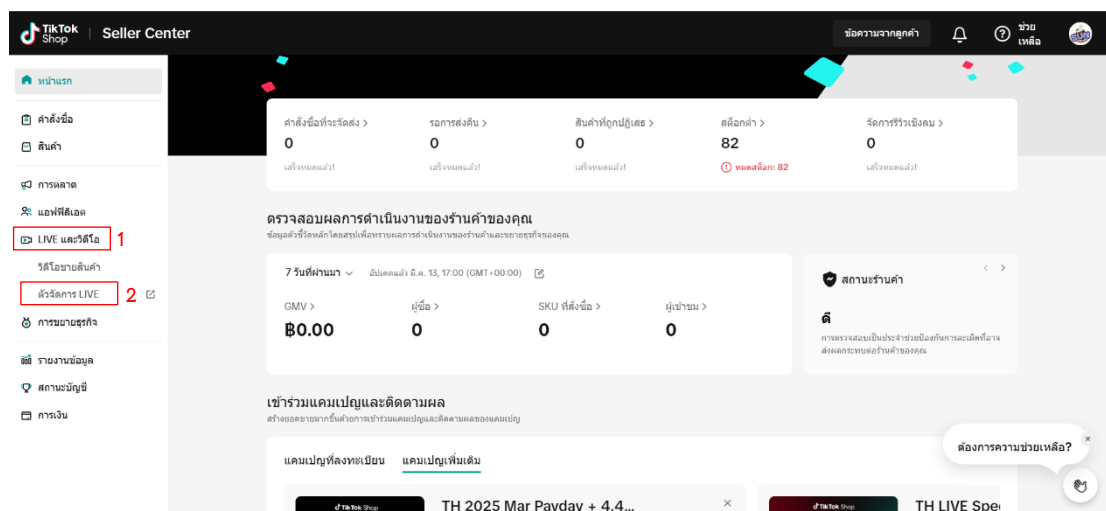 TikTok Shop | Seller Center
ข้อความจากลูกค้า
ช่วยเหลือ
หน้าแรก
คำสั่งซื้อ
สินค้า
การตลาด
แอฟฟิลิเอต
LIVE และวิดีโอ 1
วิดีโอขายสินค้า
ตัวจัดการ LIVE 2
การขยายธุรกิจ
รายงานข้อมูล
สถานะบัญชี
การเงิน
คำสั่งซื้อที่จะจัดส่ง >
0
เสร็จหมดแล้ว!
รอการส่งคืน >
0
เสร็จหมดแล้ว!
สินค้าที่ถูกปฏิเสธ >
0
เสร็จหมดแล้ว!
สต็อกต่ำ >
82
หมดสต็อก: 82
จัดการรีวิวเชิงลบ >
0
เสร็จหมดแล้ว!
ตรวจสอบผลการดำเนินงานของร้านค้าของคุณ
ข้อมูลตัวชี้วัดหลักโดยสรุปเพื่อทราบผลการดำเนินงานของร้านค้าและขยายธุรกิจของคุณ
7 วันที่ผ่านมา อัปเดตแล้ว มี.ค. 13, 17:00 (GMT+00:00)
GMV >
฿0.00
ผู้ซื้อ >
0
SKU ที่สั่งซื้อ >
0
ผู้เข้าชม >
0
< >
สถานะร้านค้า
ดี
การตรวจสอบเป็นประจำช่วยป้องกันการละเมิดที่อาจ
ส่งผลกระทบต่อร้านค้าของคุณ
เข้าร่วมแคมเปญและติดตามผล
สร้างยอดขายมากขึ้นด้วยการเข้าร่วมแคมเปญและติดตามผลของแคมเปญ
แคมเปญที่ลงทะเบียน แคมเปญเพิ่มเติม
TikTok Shop
TH 2025 Mar Payday + 4.4...
TikTok Shop
TH LIVE Spe
ต้องการความช่วยเหลือ?